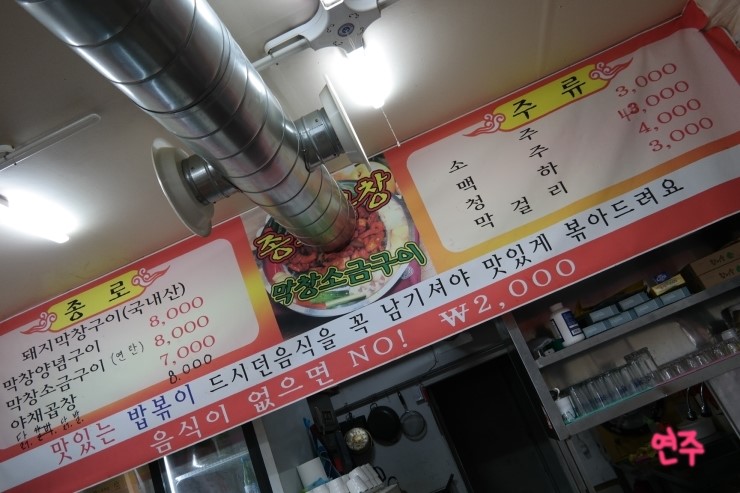 종로
돼지막창구이(국내산)
막창양념구이 8,000
막창소금구이 (연탄) 8,000
야채곱창 7,000
8,000
막창소금구이
주류
소주 3,000
맥주 43,000
청하 4,000
막걸리 3,000
맛있는 밥볶이 드시던음식을 꼭 남기셔야 맛있게 볶아드려요
음식이 없으면 NO! ₩2,000
연주